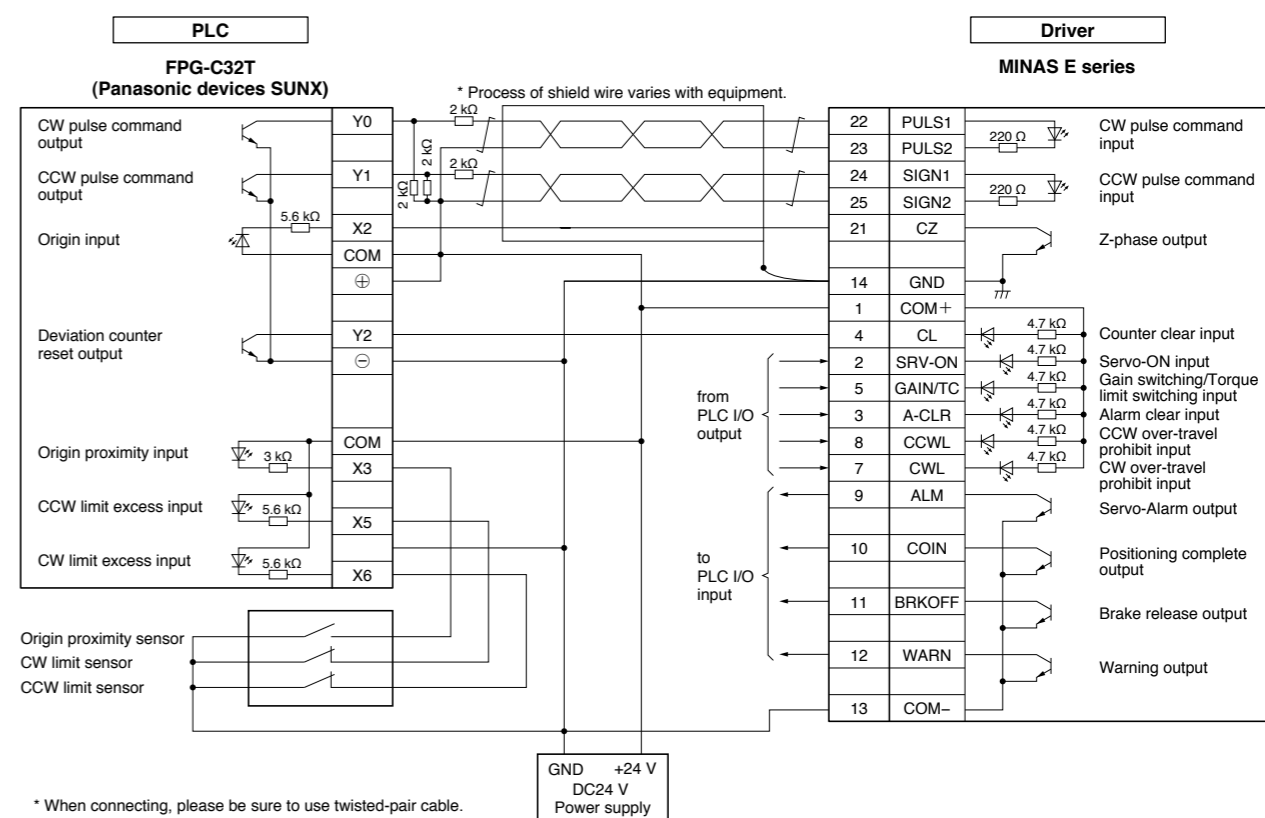 PLC
Driver
FPG-C32T
(Panasonic devices SUNX)
MINAS E series
* Process of shield wire varies with equipment.
CW pulse command
output
Y0
2 kΩ
22 PULS1
CW pulse command
input
220 Ω
23 PULS2
2 kΩ
CCW pulse command
output
Y1
2 kΩ
2 kΩ
24 SIGN1
CCW pulse command
input
220 Ω
25 SIGN2
5.6 kΩ
Origin input
X2
21 CZ
Z-phase output
COM
⊕
14 GND
1 COM+
Deviation counter
reset output
Y2
4 CL
4.7 kΩ
Counter clear input
⊖
2 SRV-ON
4.7 kΩ
Servo-ON input
from
PLC I/O
output
5 GAIN/TC
4.7 kΩ
Gain switching/Torque
limit switching input
3 A-CLR
4.7 kΩ
Alarm clear input
COM
8 CCWL
4.7 kΩ
CCW over-travel
prohibit input
Origin proximity input
3 kΩ
X3
7 CWL
4.7 kΩ
CW over-travel
prohibit input
9 ALM
Servo-Alarm output
CCW limit excess input
5.6 kΩ
X5
to
PLC I/O
input
10 COIN
Positioning complete
output
CW limit excess input
5.6 kΩ
X6
11 BRKOFF
Brake release output
Origin proximity sensor
CW limit sensor
CCW limit sensor
12 WARN
Warning output
13 COM−
GND +24 V
DC24 V
Power supply
* When connecting, please be sure to use twisted-pair cable.